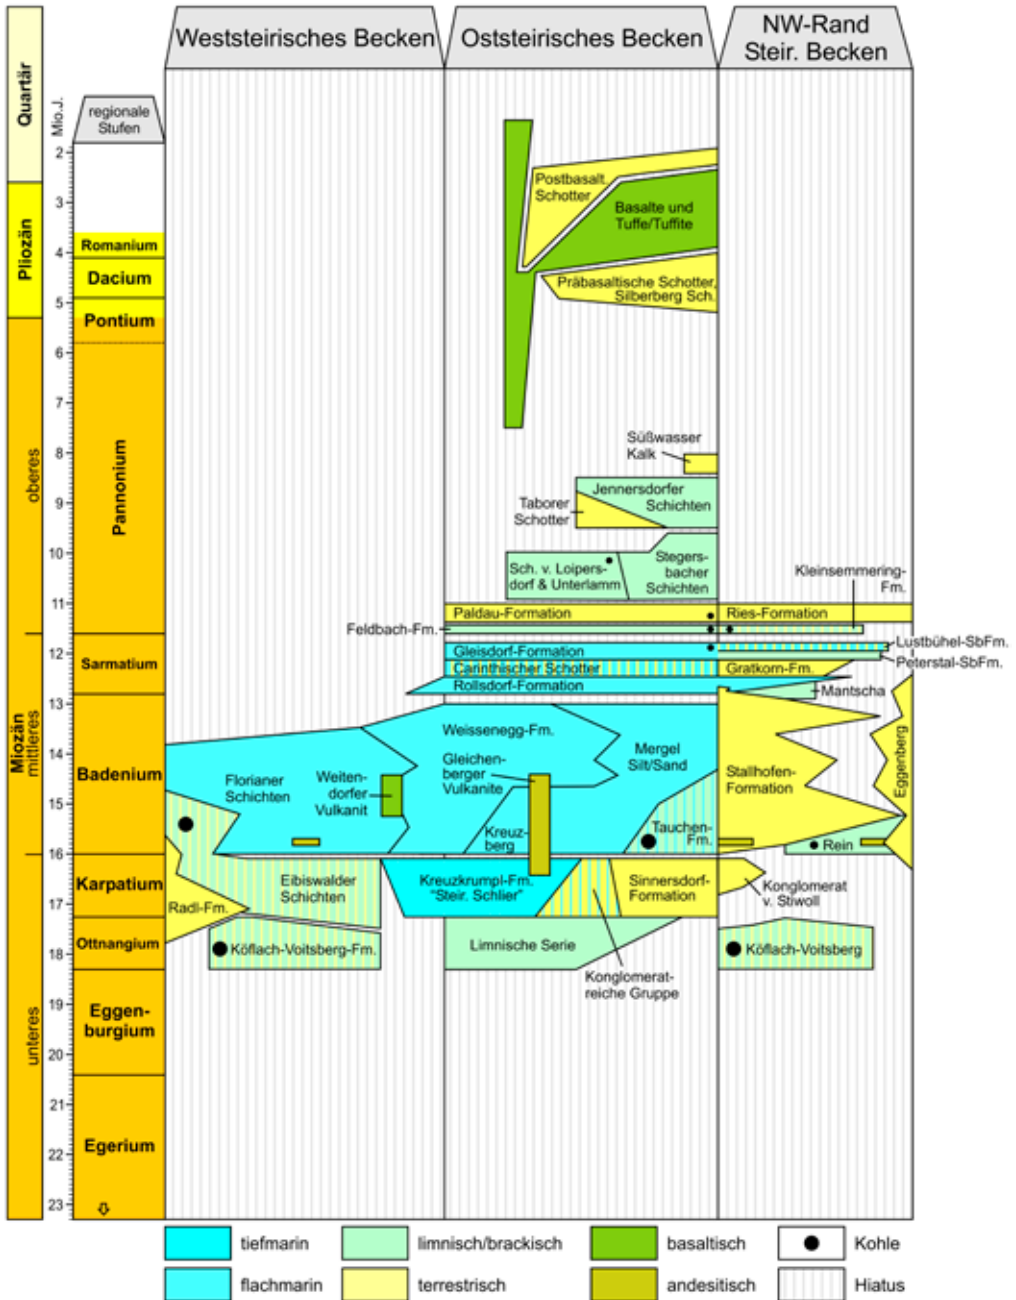 Weststeirisches Becken
Oststeirisches Becken
NW-Rand
Steir. Becken
Quartär
Mio.J.
regionale
Stufen
2
3
4
5
6
7
8
9
10
11
12
13
14
15
16
17
18
19
20
21
22
23
Pliozän
Miozän
oberes
mittleres
unteres
Romanium
Dacium
Pontium
Pannonium
Sarmatium
Badenium
Karpatium
Ottnangium
Eggen-
burgium
Egerium
Postbasalt.
Schotter
Basalte und
Tuffe/Tuffite
Präbasaltische Schotter,
Silberberg Sch.
Süßwasser
Kalk
Jennersdorfer
Schichten
Taborer
Schotter
Sch. v. Loipers-
dorf & Unterlamm
Stegers-
bacher
Schichten
Kleinsemmering-
Fm.
Paldau-Formation
Ries-Formation
Feldbach-Fm.
Gleisdorf-Formation
Lustbühel-SbFm.
Carinthischer Schotter
Gratkorn-Fm.
Peterstal-SbFm.
Rollsdorf-Formation
Mantscha
Weissenegg-Fm.
Florianer
Schichten
Weiten-
dorfer
Vulkanit
Gleichen-
berger
Vulkanite
Mergel
Silt/Sand
Stallhofen-
Formation
Eggenberg
Kreuz-
berg
Tauchen-
Fm.
Rein
Radl-Fm.
Eibiswalder
Schichten
Kreuzkrumpl-Fm.
"Steir. Schlier"
Sinnersdorf-
Formation
Konglomerat
v. Stiwoll
Köflach-Voitsberg-Fm.
Limnische Serie
Konglomerat-
reiche Gruppe
Köflach-Voitsberg
tiefmarin
limnisch/brackisch
basaltisch
Kohle
flachmarin
terrestrisch
andesitisch
Hiatus